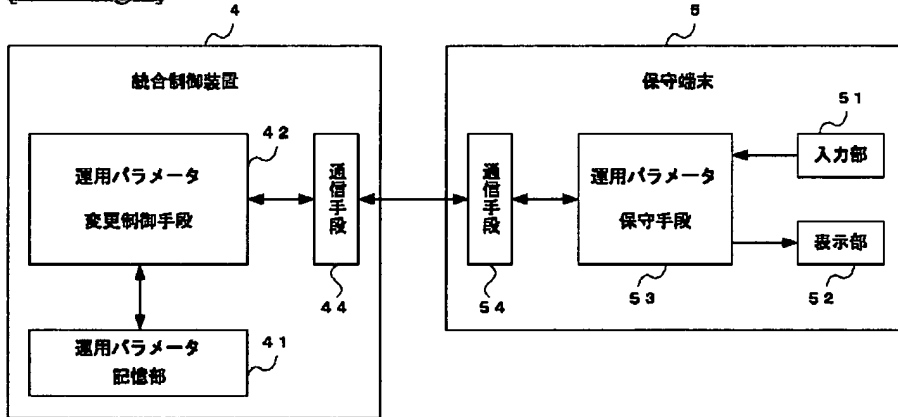 4
5
統合制御装置
保守端末
42
51
運用パラメータ
変更制御手段
通信手段
通信手段
運用パラメータ
保守手段
入力部
表示部
44
54
53
52
運用パラメータ
記憶部
41